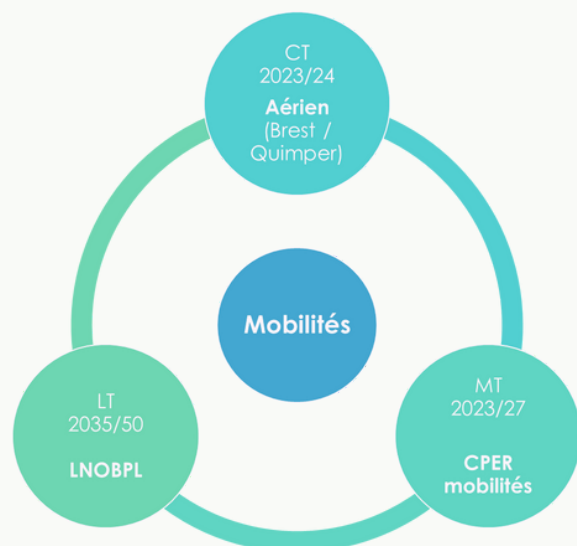 CT
2023/24
Aérien
(Brest /
Quimper)
Mobilités
LT
2035/50
LNOBPL
MT
2023/27
CPER
mobilités